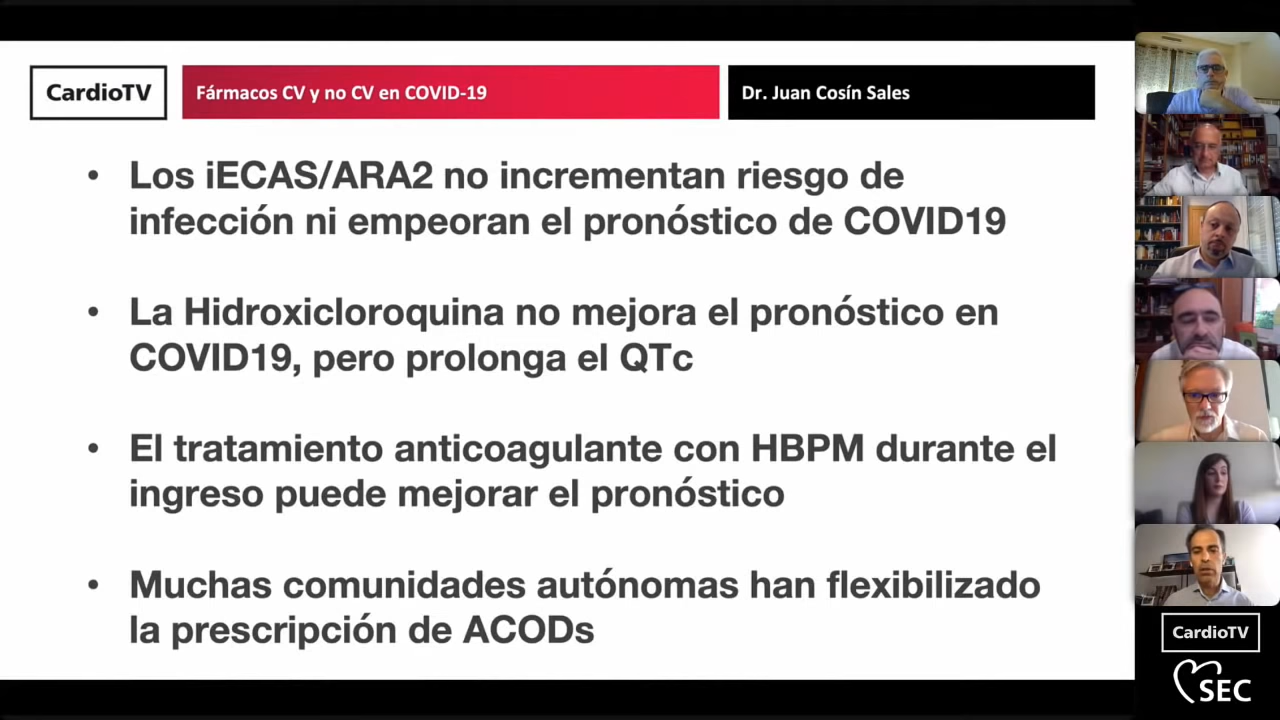 CardioTV
Fármacos CV y no CV en COVID-19
Dr. Juan Cosín Sales
• Los iECAS/ARA2 no incrementan riesgo de
infección ni empeoran el pronóstico de COVID19
• La Hidroxicloroquina no mejora el pronóstico en
COVID19, pero prolonga el QTc
• El tratamiento anticoagulante con HBPM durante el
ingreso puede mejorar el pronóstico
• Muchas comunidades autónomas han flexibilizado
la prescripción de ACODs
CardioTV
SEC